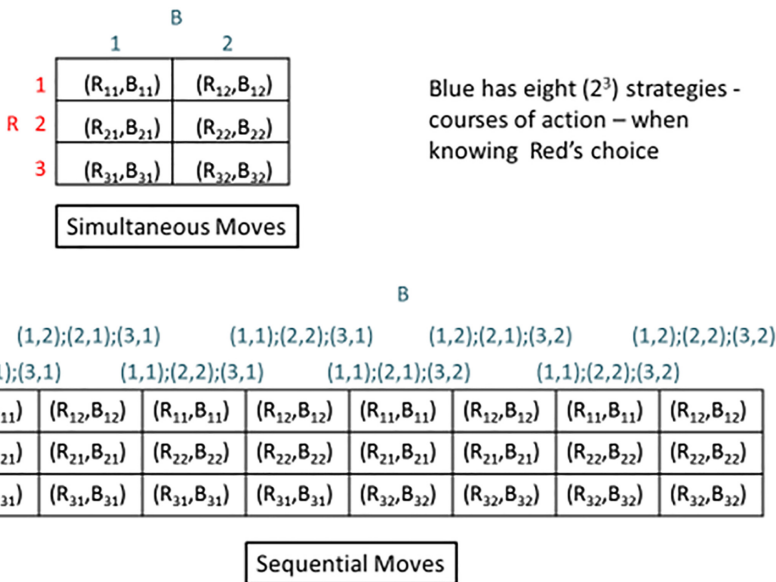 B
1 2
1 (R₁₁,B₁₁) (R₁₂,B₁₂)
R 2 (R₂₁,B₂₁) (R₂₂,B₂₂)
3 (R₃₁,B₃₁) (R₃₂,B₃₂)
Simultaneous Moves
Blue has eight (2³) strategies -
courses of action – when
knowing Red's choice
B
(1,2);(2,1);(3,1) (1,1);(2,2);(3,1) (1,2);(2,1);(3,2) (1,2);(2,2);(3,2)
);(3,1) (1,1);(2,2);(3,1) (1,1);(2,1);(3,2) (1,1);(2,2);(3,2)
₁₁) (R₁₂,B₁₂) (R₁₁,B₁₁) (R₁₂,B₁₂) (R₁₁,B₁₁) (R₁₂,B₁₂) (R₁₁,B₁₁) (R₁₂,B₁₂)
₂₁) (R₂₁,B₂₁) (R₂₂,B₂₂) (R₂₂,B₂₂) (R₂₁,B₂₁) (R₂₁,B₂₁) (R₂₂,B₂₂) (R₂₂,B₂₂)
₃₁) (R₃₁,B₃₁) (R₃₁,B₃₁) (R₃₁,B₃₁) (R₃₂,B₃₂) (R₃₂,B₃₂) (R₃₂,B₃₂) (R₃₂,B₃₂)
Sequential Moves